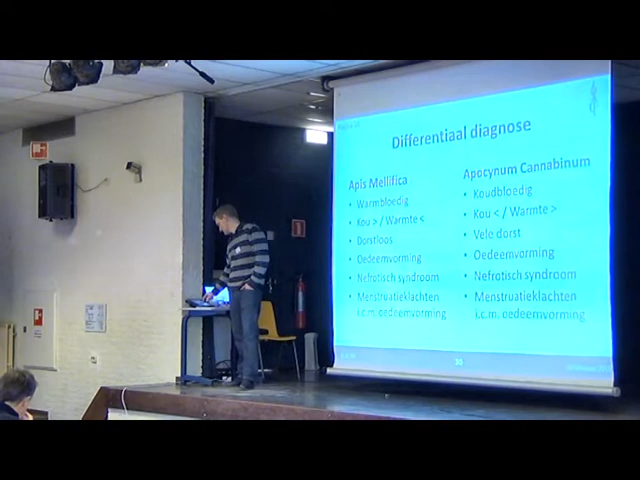 Differentiaal diagnose
Apis Mellifica
• Warmbloedig
• Kou > / Warmte <
• Dorstloos
• Oedeemvorming
• Nefrotisch syndroom
• Menstruatieklachten
i.c.m. oedeemvorming
Apocynum Cannabinum
• Koudbloedig
• Kou < / Warmte >
• Vele dorst
• Oedeemvorming
• Nefrotisch syndroom
• Menstruatieklachten
i.c.m. oedeemvorming